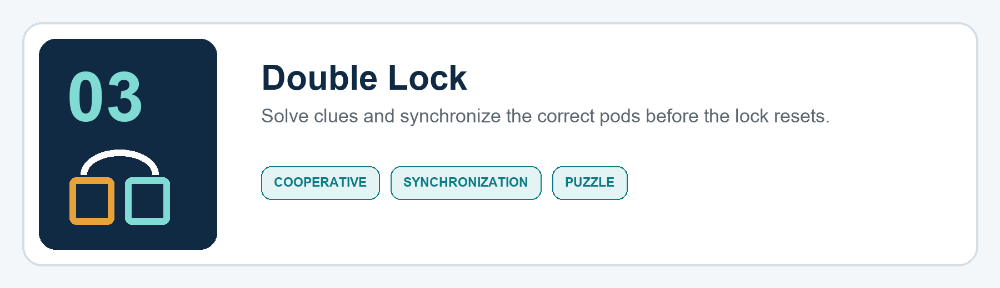 03
Double Lock
Solve clues and synchronize the correct pods before the lock resets.
COOPERATIVE SYNCHRONIZATION PUZZLE